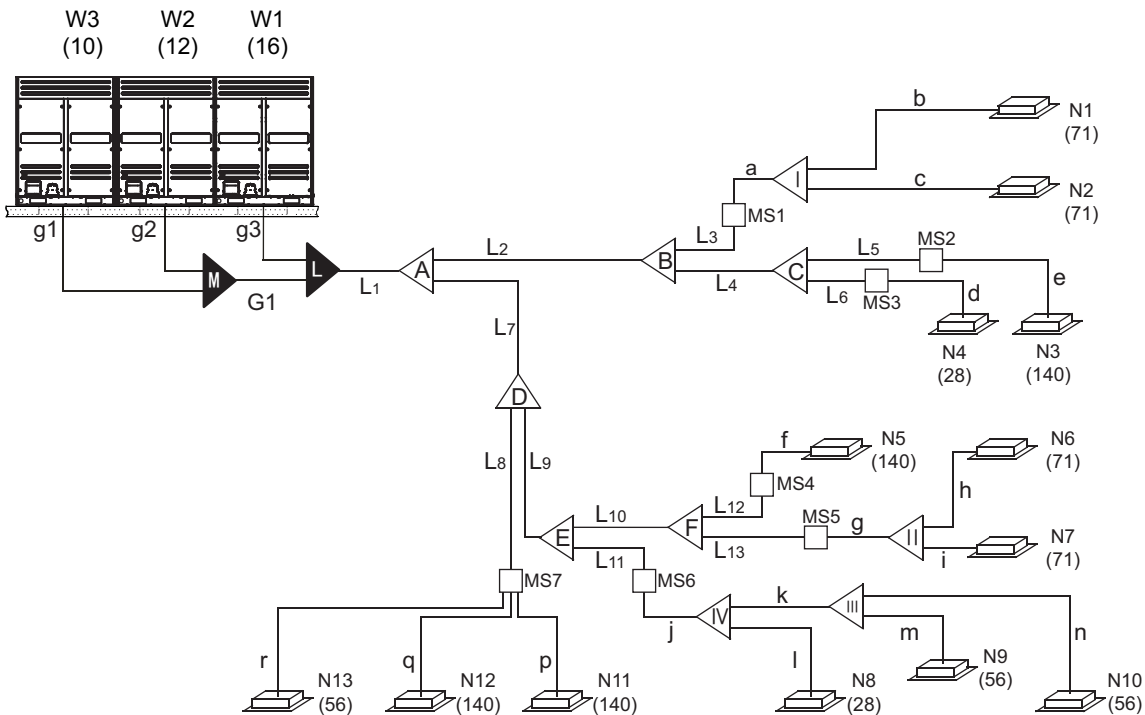 W3 W2 W1
(10) (12) (16)
g1 g2 g3
M
G1
L
L1
A
L2
B
L3
MS1
a
I
b
N1
(71)
c
N2
(71)
L4
C
L5
MS2
e
L6
MS3
d
N4
(28)
N3
(140)
L7
D
L8
L9
E
L10
F
L12
MS4
f
N5
(140)
L13
MS5
g
II
h
N6
(71)
i
N7
(71)
L11
MS6
j
IV
k
III
m
n
l
N8
(28)
N9
(56)
N10
(56)
MS7
r
q
p
N13
(56)
N12
(140)
N11
(140)